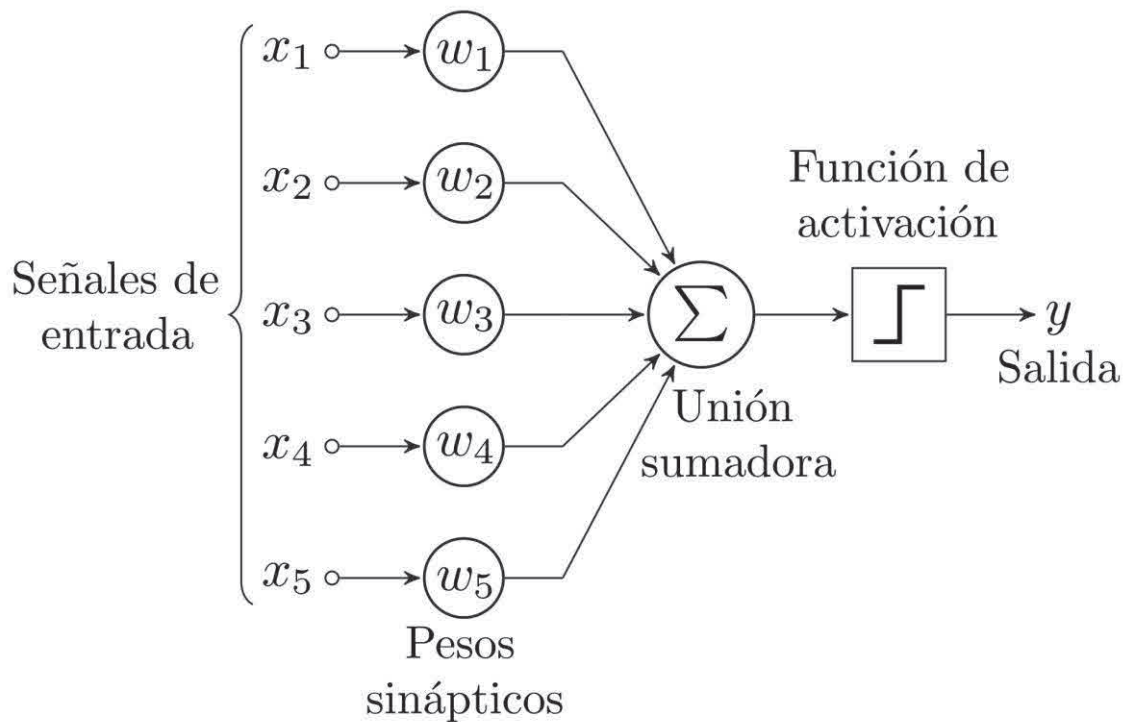 x₁
w₁
x₂
w₂
Función de
activación
Señales de
entrada
x₃
w₃
∑
y
Salida
Unión
sumadora
x₄
w₄
x₅
w₅
Pesos
sinápticos